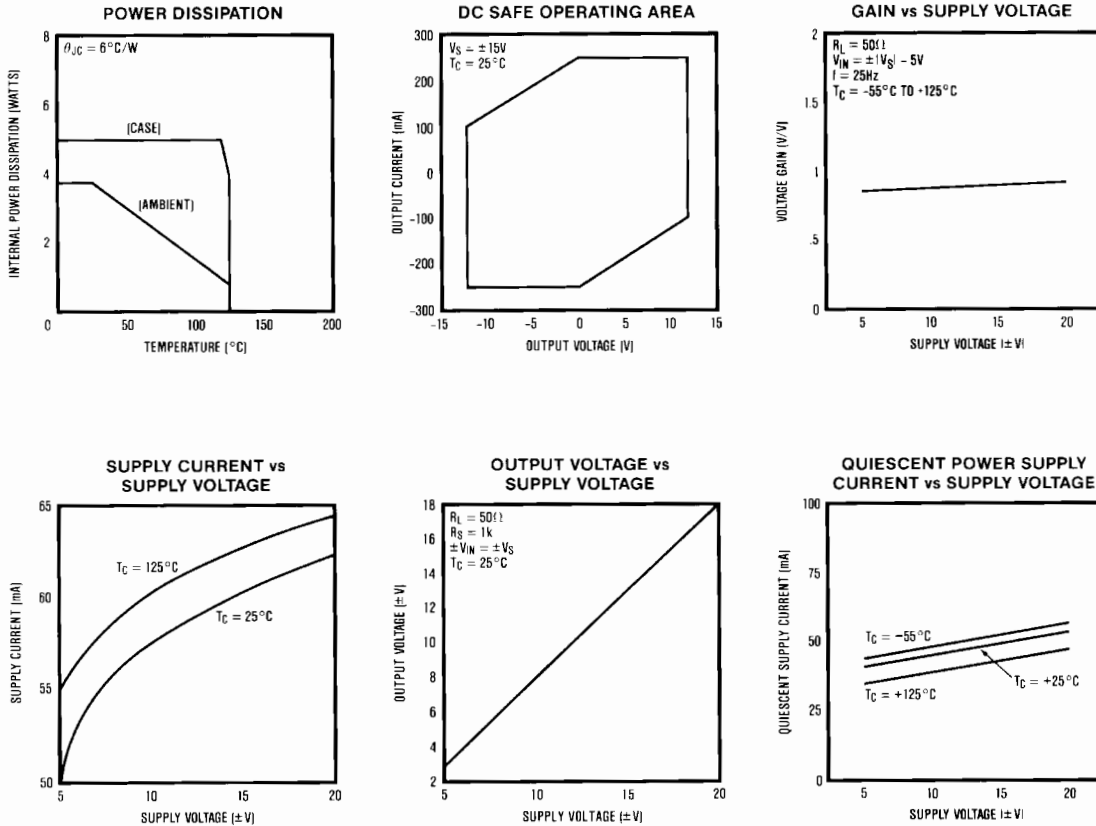 POWER DISSIPATION
8
6
4
2
0
0
50
100
150
200
θJC = 6°C/W
[CASE]
[AMBIENT]
INTERNAL POWER DISSIPATION [WATTS]
TEMPERATURE [°C]
DC SAFE OPERATING AREA
300
200
100
0
-100
-200
-300
-15
-10
-5
0
5
10
15
VS = ±15V
TC = 25°C
OUTPUT CURRENT [mA]
OUTPUT VOLTAGE [V]
GAIN vs SUPPLY VOLTAGE
2
1.5
1
.5
0
5
10
15
20
RL = 50Ω
VIN = ±|VS| - 5V
f = 25Hz
TC = -55°C TO +125°C
VOLTAGE GAIN [V/V]
SUPPLY VOLTAGE [±V]
SUPPLY CURRENT vs
SUPPLY VOLTAGE
65
60
55
50
5
10
15
20
TC = 125°C
TC = 25°C
SUPPLY CURRENT [mA]
SUPPLY VOLTAGE [±V]
OUTPUT VOLTAGE vs
SUPPLY VOLTAGE
18
16
14
12
10
8
6
4
2
5
10
15
20
RL = 50Ω
RS = 1k
±VIN = ±VS
TC = 25°C
OUTPUT VOLTAGE [±V]
SUPPLY VOLTAGE [±V]
QUIESCENT POWER SUPPLY
CURRENT vs SUPPLY VOLTAGE
100
75
50
25
0
5
10
15
20
TC = -55°C
TC = +25°C
TC = +125°C
QUIESCENT SUPPLY CURRENT [mA]
SUPPLY VOLTAGE [±V]